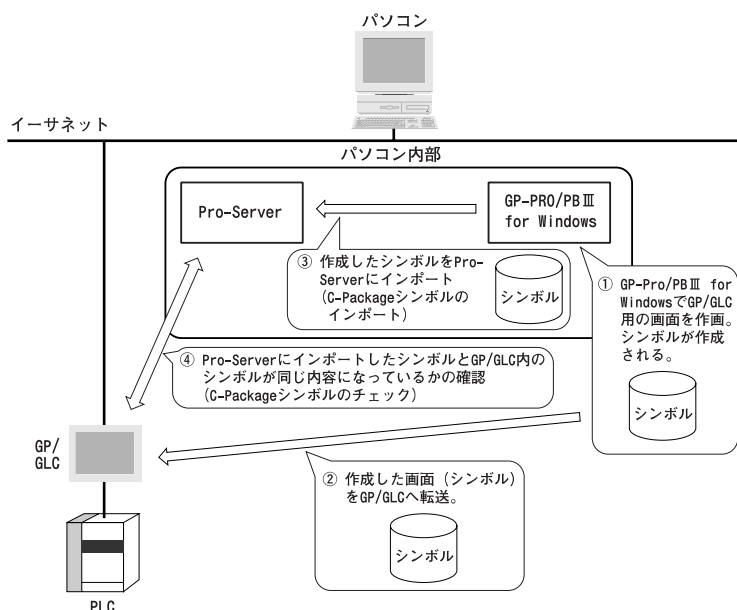 パソコン
イーサネット
パソコン内部
Pro-Server
GP-PRO/PBⅢ
for Windows
③ 作成したシンボルをPro-
Serverにインポート
(C-Packageシンボルの
インポート)
シンボル
① GP-Pro/PBⅢ for
WindowsでGP/GLC
用の画面を作画。
シンボルが作成
される。
シンボル
④ Pro-ServerにインポートしたシンボルとGP/GLC内の
シンボルが同じ内容になっているかの確認
(C-Packageシンボルのチェック)
GP/
GLC
② 作成した画面(シンボル)
をGP/GLCへ転送。
シンボル
PLC